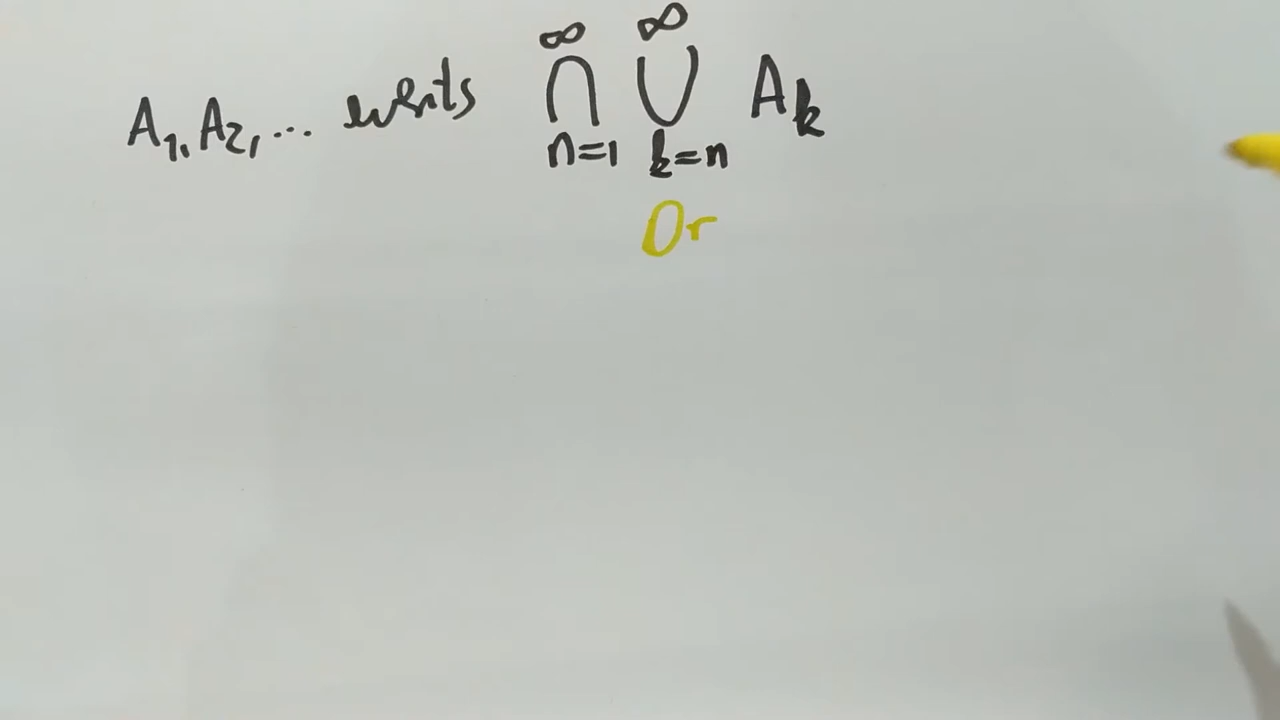 A₁, A₂, ... events ∞ ⋂ n=1 ∞ ⋃ k=n Aₖ
Or